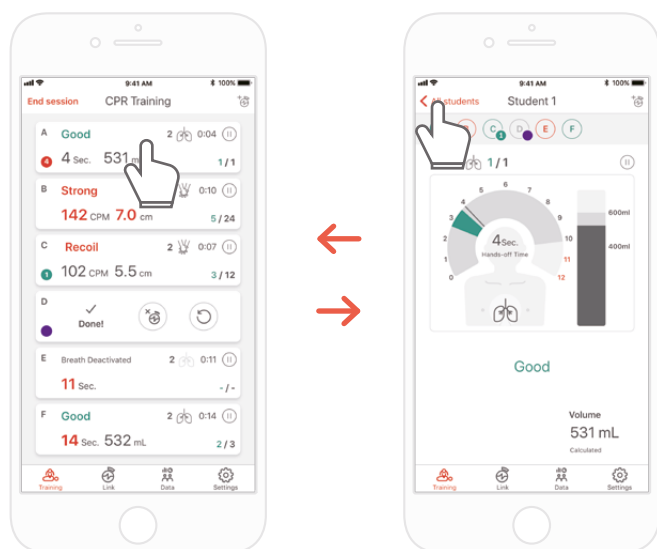 9:41 AM 100%
End session CPR Training
A Good 2 0:04
4 4 Sec. 531 1/1
B Strong 0:10
142 CPM 7.0 cm 5/24
C Recoil 2 0:07
1 102 CPM 5.5 cm 3/12
D
Done!
E Breath Deactivated 2 0:11
11 Sec. -/-
F Good 2 0:14
14 Sec. 532 mL 2/3
Training Link Data Settings
9:41 AM 100%
students Student 1
C 1 D E F
1/1
0 1 2 3 4 5 6 7 8 9 10 11 12
4Sec.
Hands-off Time
600ml
400ml
Good
Volume
531 mL
Calculated
Training Link Data Settings